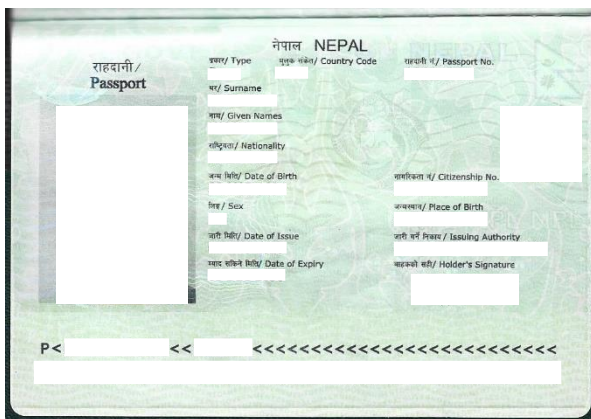 नेपाल NEPAL
राहदानी/
Passport
प्रकार/ Type मुलुक संकेत/ Country Code राहदानी नं/ Passport No.
थर/ Surname
नाम/ Given Names
राष्ट्रियता/ Nationality
जन्म मिति/ Date of Birth नागरिकता नं/ Citizenship No.
लिङ्ग/ Sex जन्मस्थान/ Place of Birth
जारी मिति/ Date of Issue जारी गर्ने निकाय/ Issuing Authority
म्याद सकिने मिति/ Date of Expiry वाहकको सही/ Holder's Signature
P< << <<<<<<<<<<<<<<<<<<<<<<<<<<